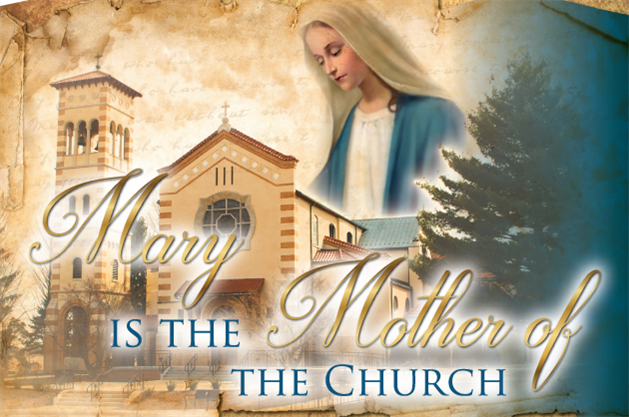 Mary
IS THE Mother of
THE CHURCH